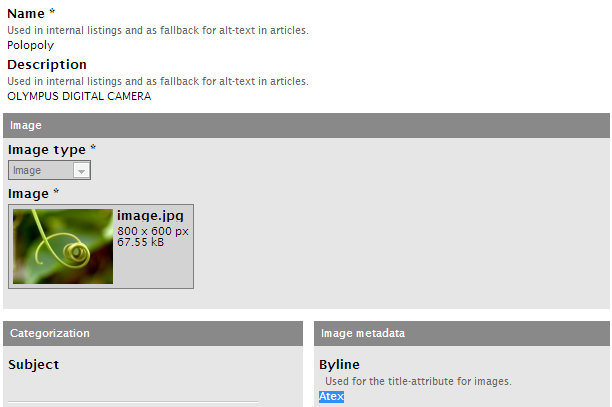 Name *
Used in internal listings and as fallback for alt-text in articles.
Polopoly
Description
Used in internal listings and as fallback for alt-text in articles.
OLYMPUS DIGITAL CAMERA
Image
Image type *
Image
Image *
image.jpg
800 x 600 px
67.55 kB
Categorization
Subject
Image metadata
Byline
Used for the title-attribute for images.
Atex